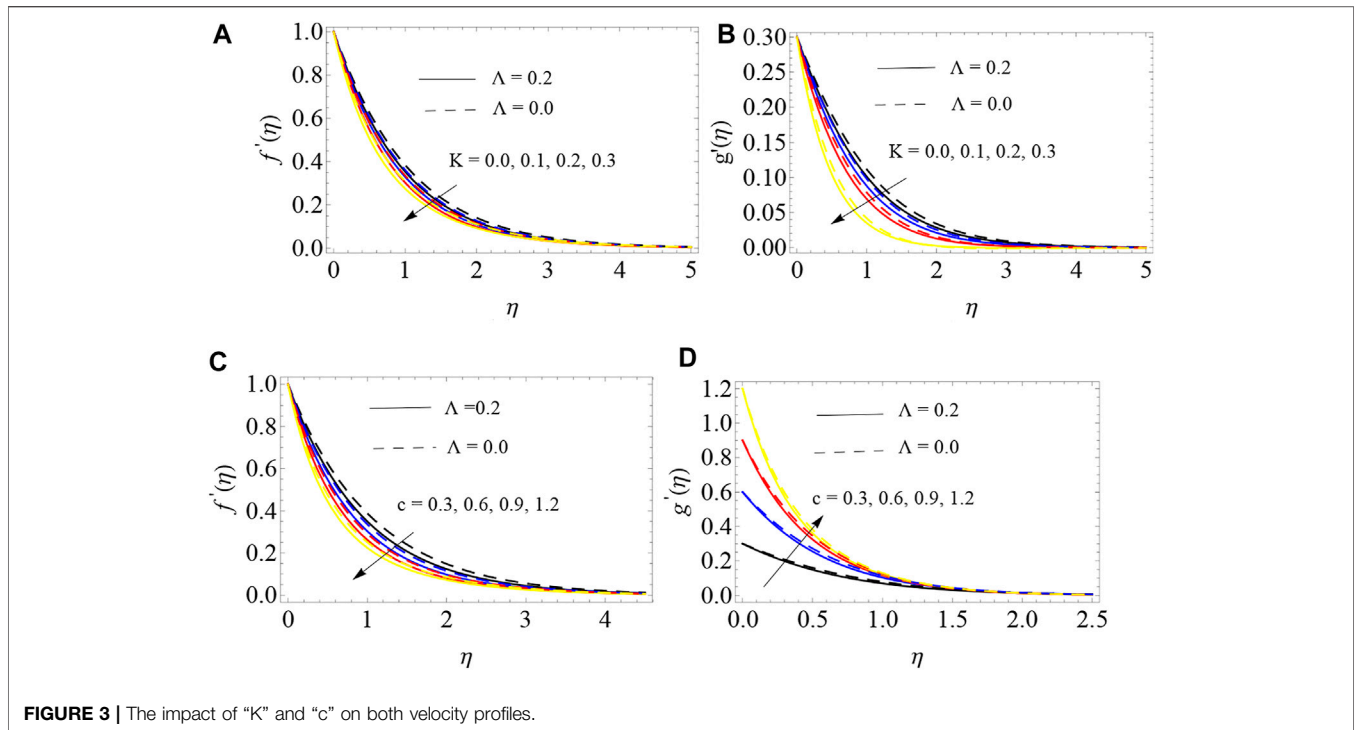 A
1.0
0.8
0.6
0.4
0.2
0.0
f'(η)
Λ = 0.2
Λ = 0.0
K = 0.0, 0.1, 0.2, 0.3
0 1 2 3 4 5
η
B
0.30
0.25
0.20
0.15
0.10
0.05
0.00
g'(η)
Λ = 0.2
Λ = 0.0
K = 0.0, 0.1, 0.2, 0.3
0 1 2 3 4 5
η
C
1.0
0.8
0.6
0.4
0.2
0.0
f'(η)
Λ =0.2
Λ = 0.0
c = 0.3, 0.6, 0.9, 1.2
0 1 2 3 4
η
D
1.2
1.0
0.8
0.6
0.4
0.2
0.0
g'(η)
Λ = 0.2
Λ = 0.0
c = 0.3, 0.6, 0.9, 1.2
0.0 0.5 1.0 1.5 2.0 2.5
η
FIGURE 3 | The impact of “K” and “c” on both velocity profiles.